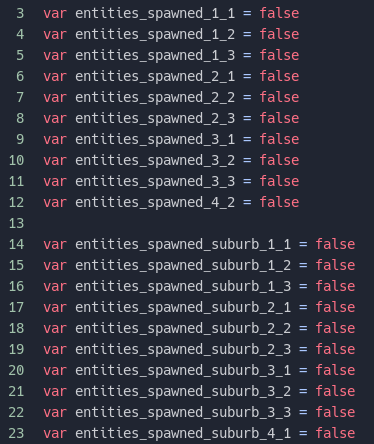 3 var entities_spawned_1_1 = false
4 var entities_spawned_1_2 = false
5 var entities_spawned_1_3 = false
6 var entities_spawned_2_1 = false
7 var entities_spawned_2_2 = false
8 var entities_spawned_2_3 = false
9 var entities_spawned_3_1 = false
10 var entities_spawned_3_2 = false
11 var entities_spawned_3_3 = false
12 var entities_spawned_4_2 = false
13
14 var entities_spawned_suburb_1_1 = false
15 var entities_spawned_suburb_1_2 = false
16 var entities_spawned_suburb_1_3 = false
17 var entities_spawned_suburb_2_1 = false
18 var entities_spawned_suburb_2_2 = false
19 var entities_spawned_suburb_2_3 = false
20 var entities_spawned_suburb_3_1 = false
21 var entities_spawned_suburb_3_2 = false
22 var entities_spawned_suburb_3_3 = false
23 var entities_spawned_suburb_4_1 = false